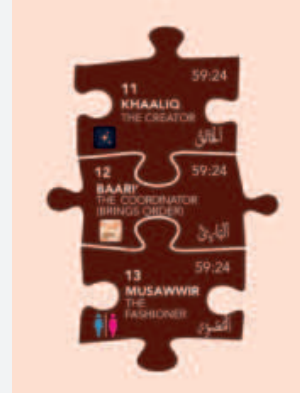 59:24
11
KHAALIQ
THE CREATOR
الخالق
12
59:24
BAARI'
THE COORDINATOR
(BRINGS ORDER)
البارئ
59:24
13
MUSAWWIR
THE
FASHIONER
المصور